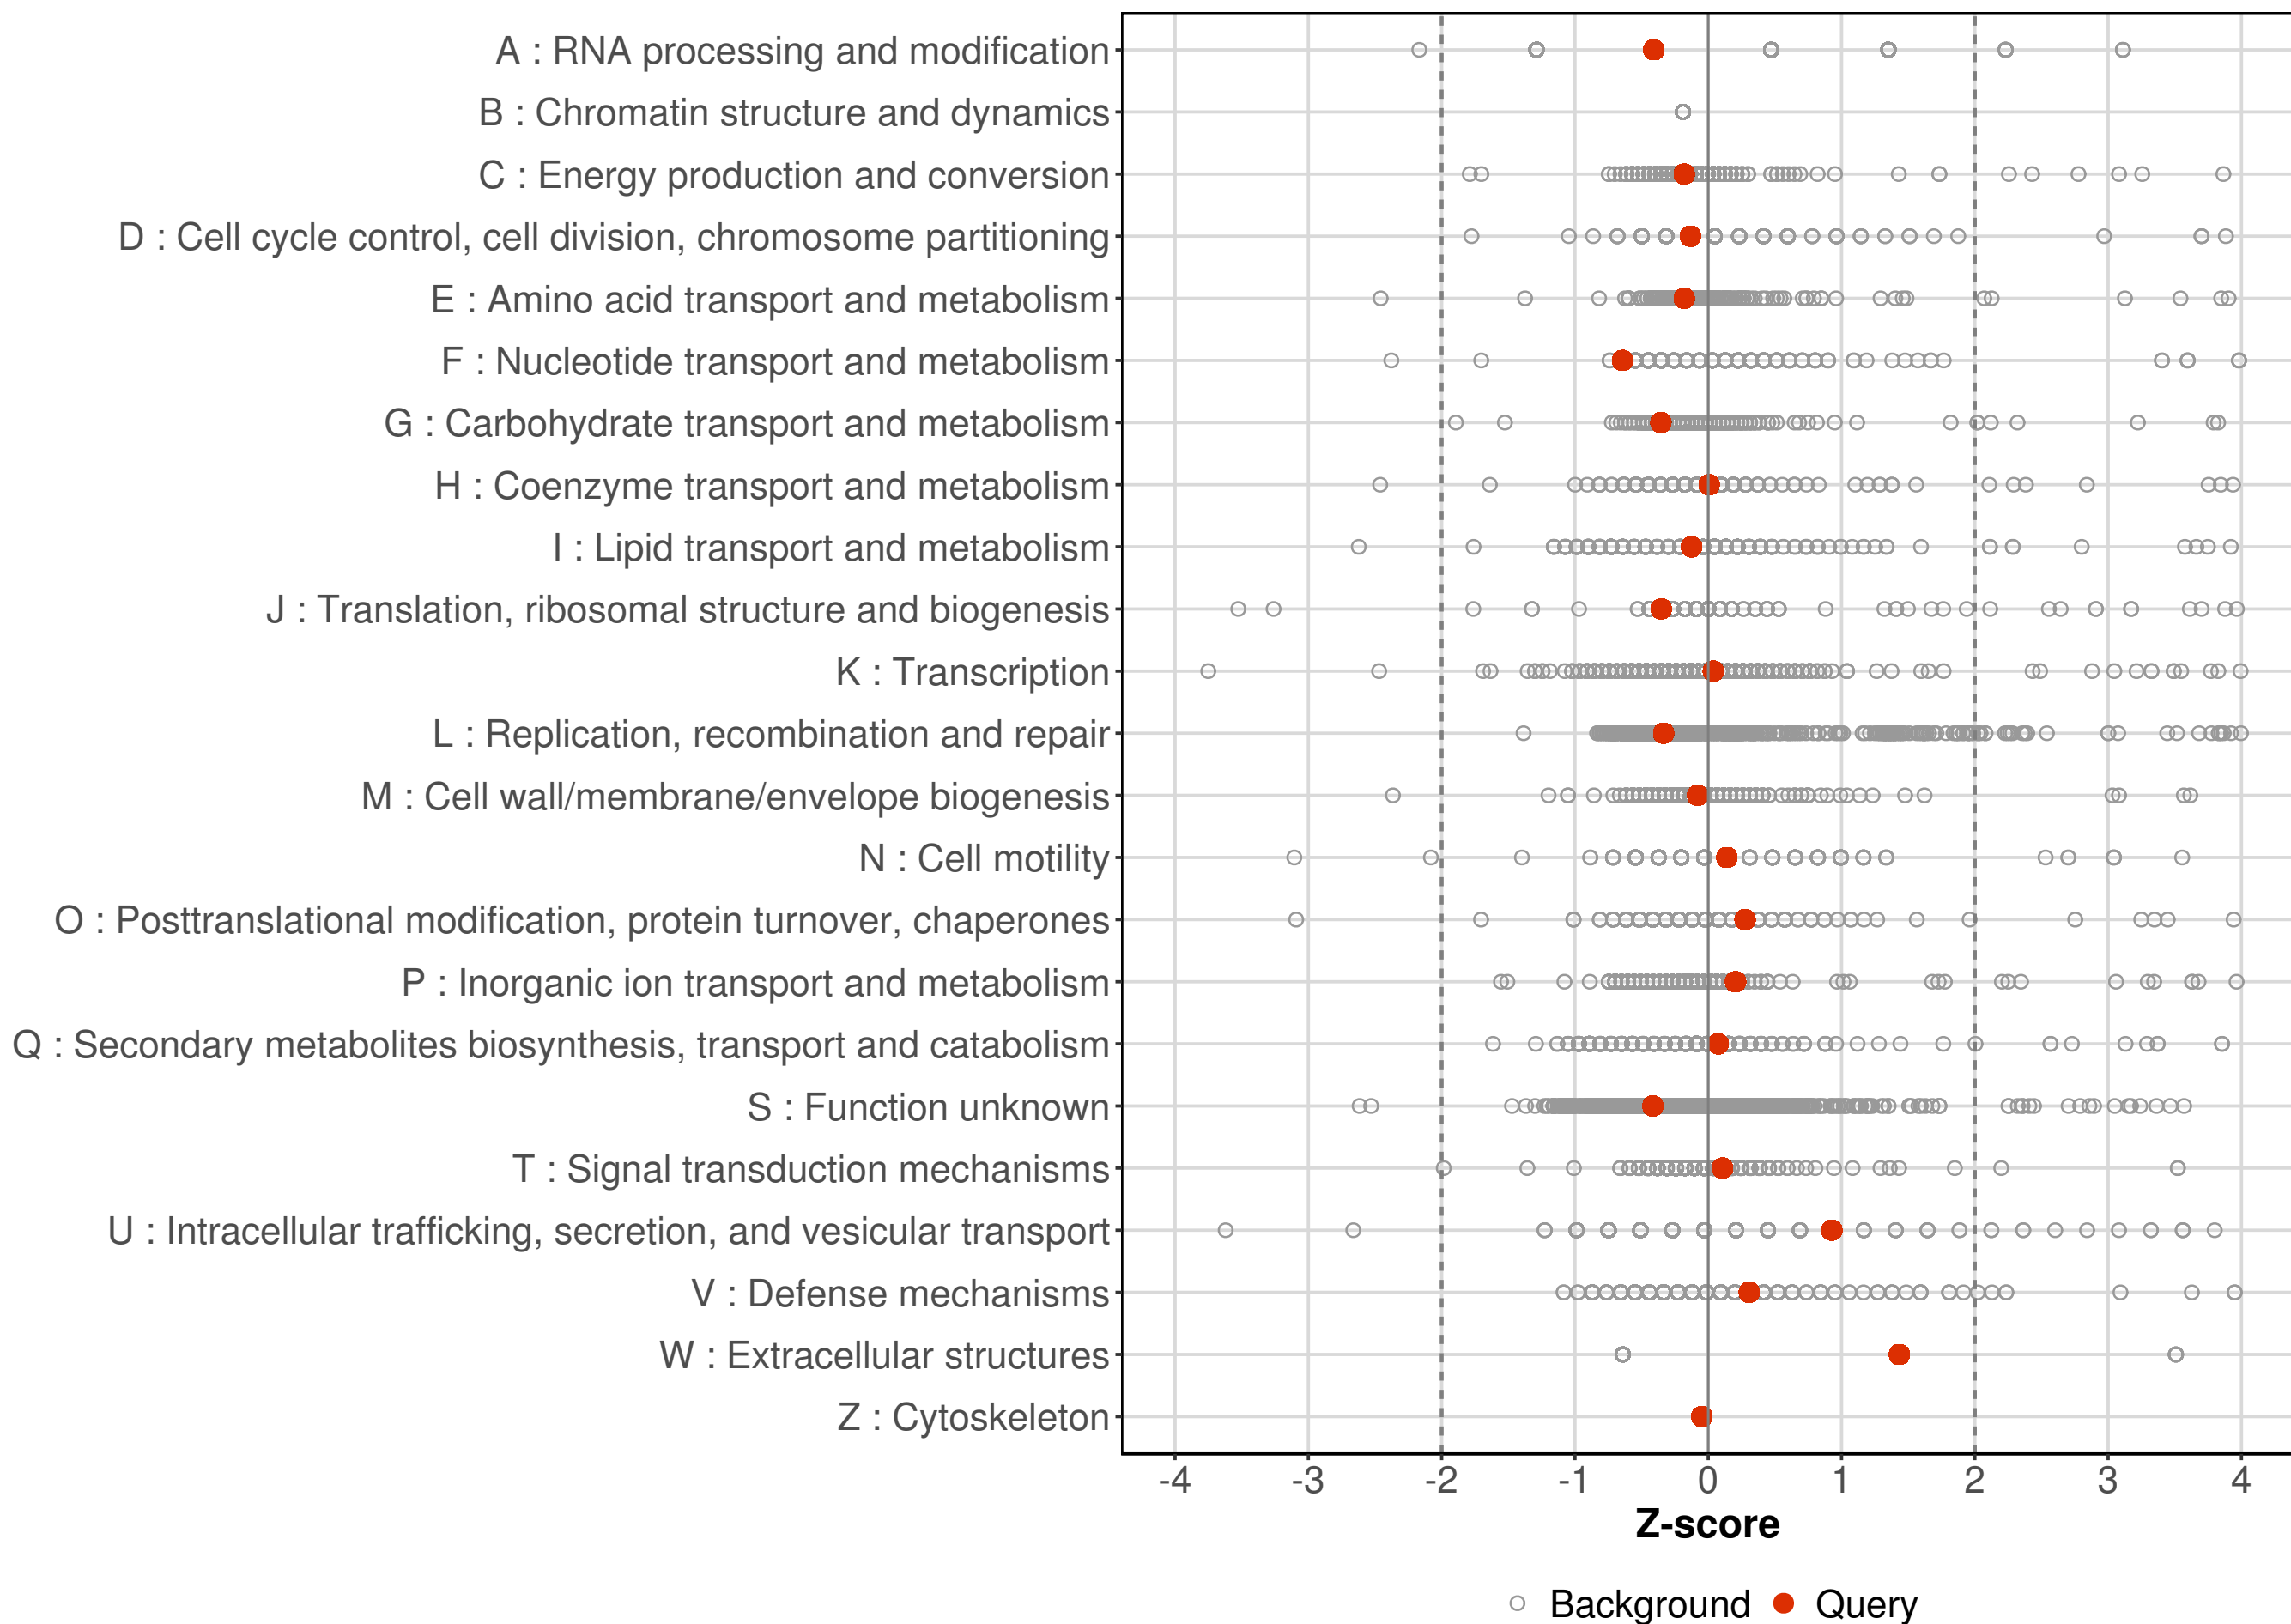 A : RNA processing and modification
B : Chromatin structure and dynamics
C : Energy production and conversion
D : Cell cycle control, cell division, chromosome partitioning
E : Amino acid transport and metabolism
F : Nucleotide transport and metabolism
G : Carbohydrate transport and metabolism
H : Coenzyme transport and metabolism
I : Lipid transport and metabolism
J : Translation, ribosomal structure and biogenesis
K : Transcription
L : Replication, recombination and repair
M : Cell wall/membrane/envelope biogenesis
N : Cell motility
O : Posttranslational modification, protein turnover, chaperones
P : Inorganic ion transport and metabolism
Q : Secondary metabolites biosynthesis, transport and catabolism
S : Function unknown
T : Signal transduction mechanisms
U : Intracellular trafficking, secretion, and vesicular transport
V : Defense mechanisms
W : Extracellular structures
Z : Cytoskeleton
-4 -3 -2 -1 0 1 2 3 4
Z-score
Background Query